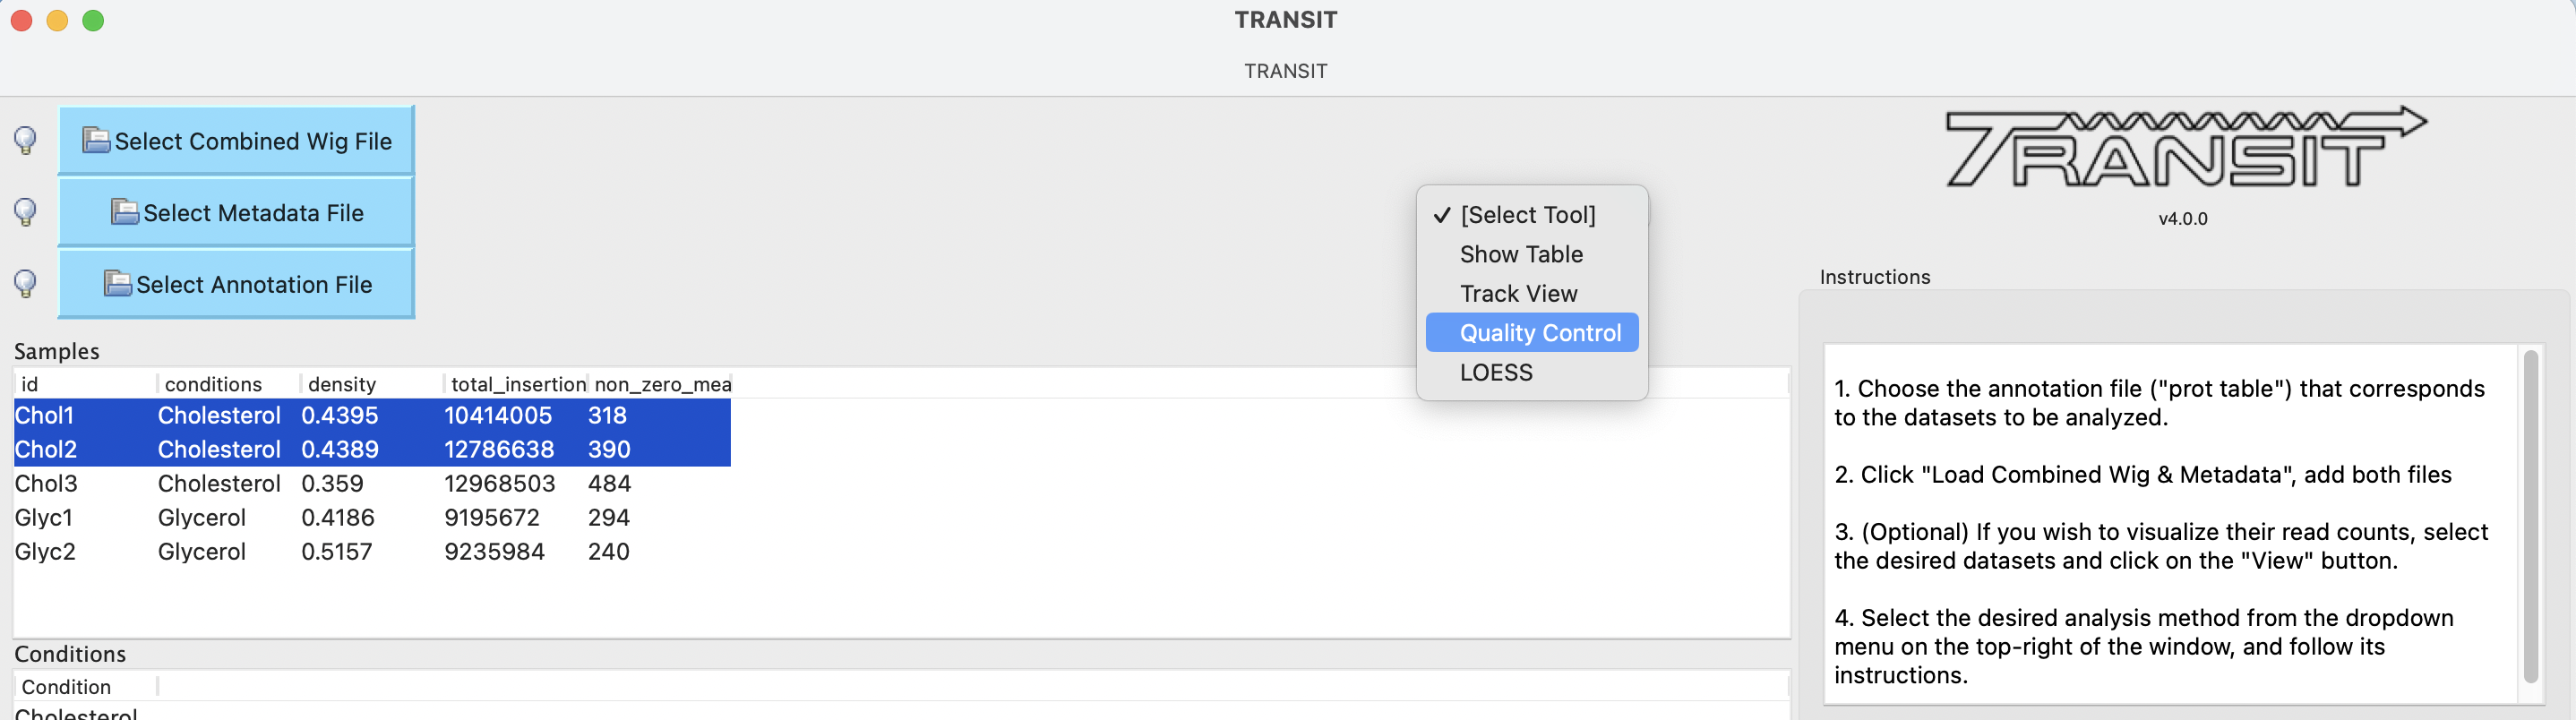 TRANSIT
TRANSIT
Select Combined Wig File
Select Metadata File
Select Annotation File
[Select Tool]
Show Table
Track View
Quality Control
LOESS
TRANSIT
v4.0.0
Samples
id conditions density total_insertion non_zero_mea
Chol1 Cholesterol 0.4395 10414005 318
Chol2 Cholesterol 0.4389 12786638 390
Chol3 Cholesterol 0.359 12968503 484
Glyc1 Glycerol 0.4186 9195672 294
Glyc2 Glycerol 0.5157 9235984 240
Conditions
Condition
Cholesterol
Instructions
1. Choose the annotation file ("prot table") that corresponds
to the datasets to be analyzed.
2. Click "Load Combined Wig & Metadata", add both files
3. (Optional) If you wish to visualize their read counts, select
the desired datasets and click on the "View" button.
4. Select the desired analysis method from the dropdown
menu on the top-right of the window, and follow its
instructions.